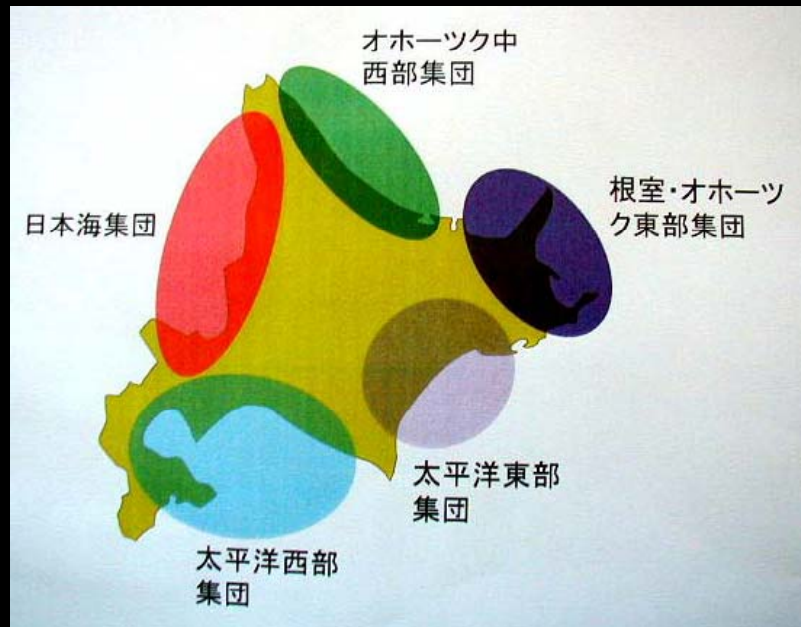 オホーツク中
西部集団
根室・オホーツ
ク東部集団
日本海集団
太平洋東部
集団
太平洋西部
集団